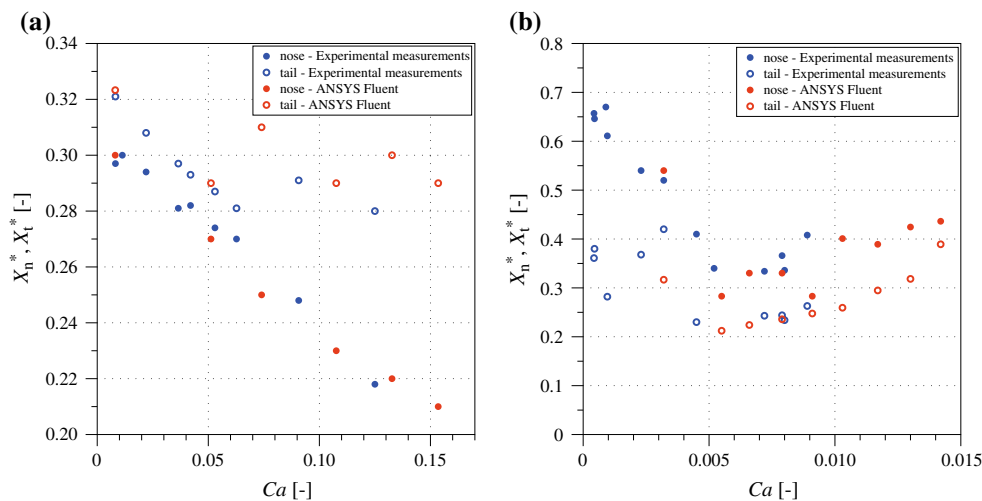 (a)
0.34
0.32
0.30
0.28
0.26
0.24
0.22
0.20
X_n^*, X_t^* [-]
nose - Experimental measurements
tail - Experimental measurements
nose - ANSYS Fluent
tail - ANSYS Fluent
0 0.05 0.10 0.15
Ca [-]
(b)
0.8
0.7
0.6
0.5
0.4
0.3
0.2
0.1
0
X_n^*, X_t^* [-]
nose - Experimental measurements
tail - Experimental measurements
nose - ANSYS Fluent
tail - ANSYS Fluent
0 0.005 0.010 0.015
Ca [-]